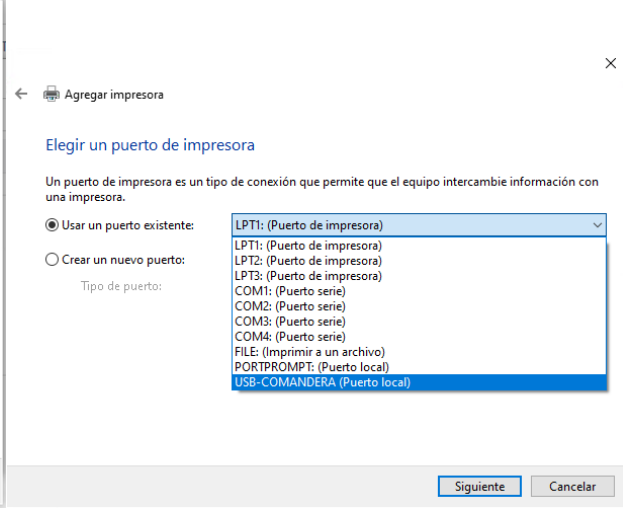 Agregar impresora
Elegir un puerto de impresora
Un puerto de impresora es un tipo de conexión que permite que el equipo intercambie información con
una impresora.
Usar un puerto existente:
LPT1: (Puerto de impresora)
LPT1: (Puerto de impresora)
LPT2: (Puerto de impresora)
LPT3: (Puerto de impresora)
COM1: (Puerto serie)
COM2: (Puerto serie)
COM3: (Puerto serie)
COM4: (Puerto serie)
FILE: (Imprimir a un archivo)
PORTPROMPT: (Puerto local)
USB-COMANDERA (Puerto local)
Crear un nuevo puerto:
Tipo de puerto:
Siguiente
Cancelar